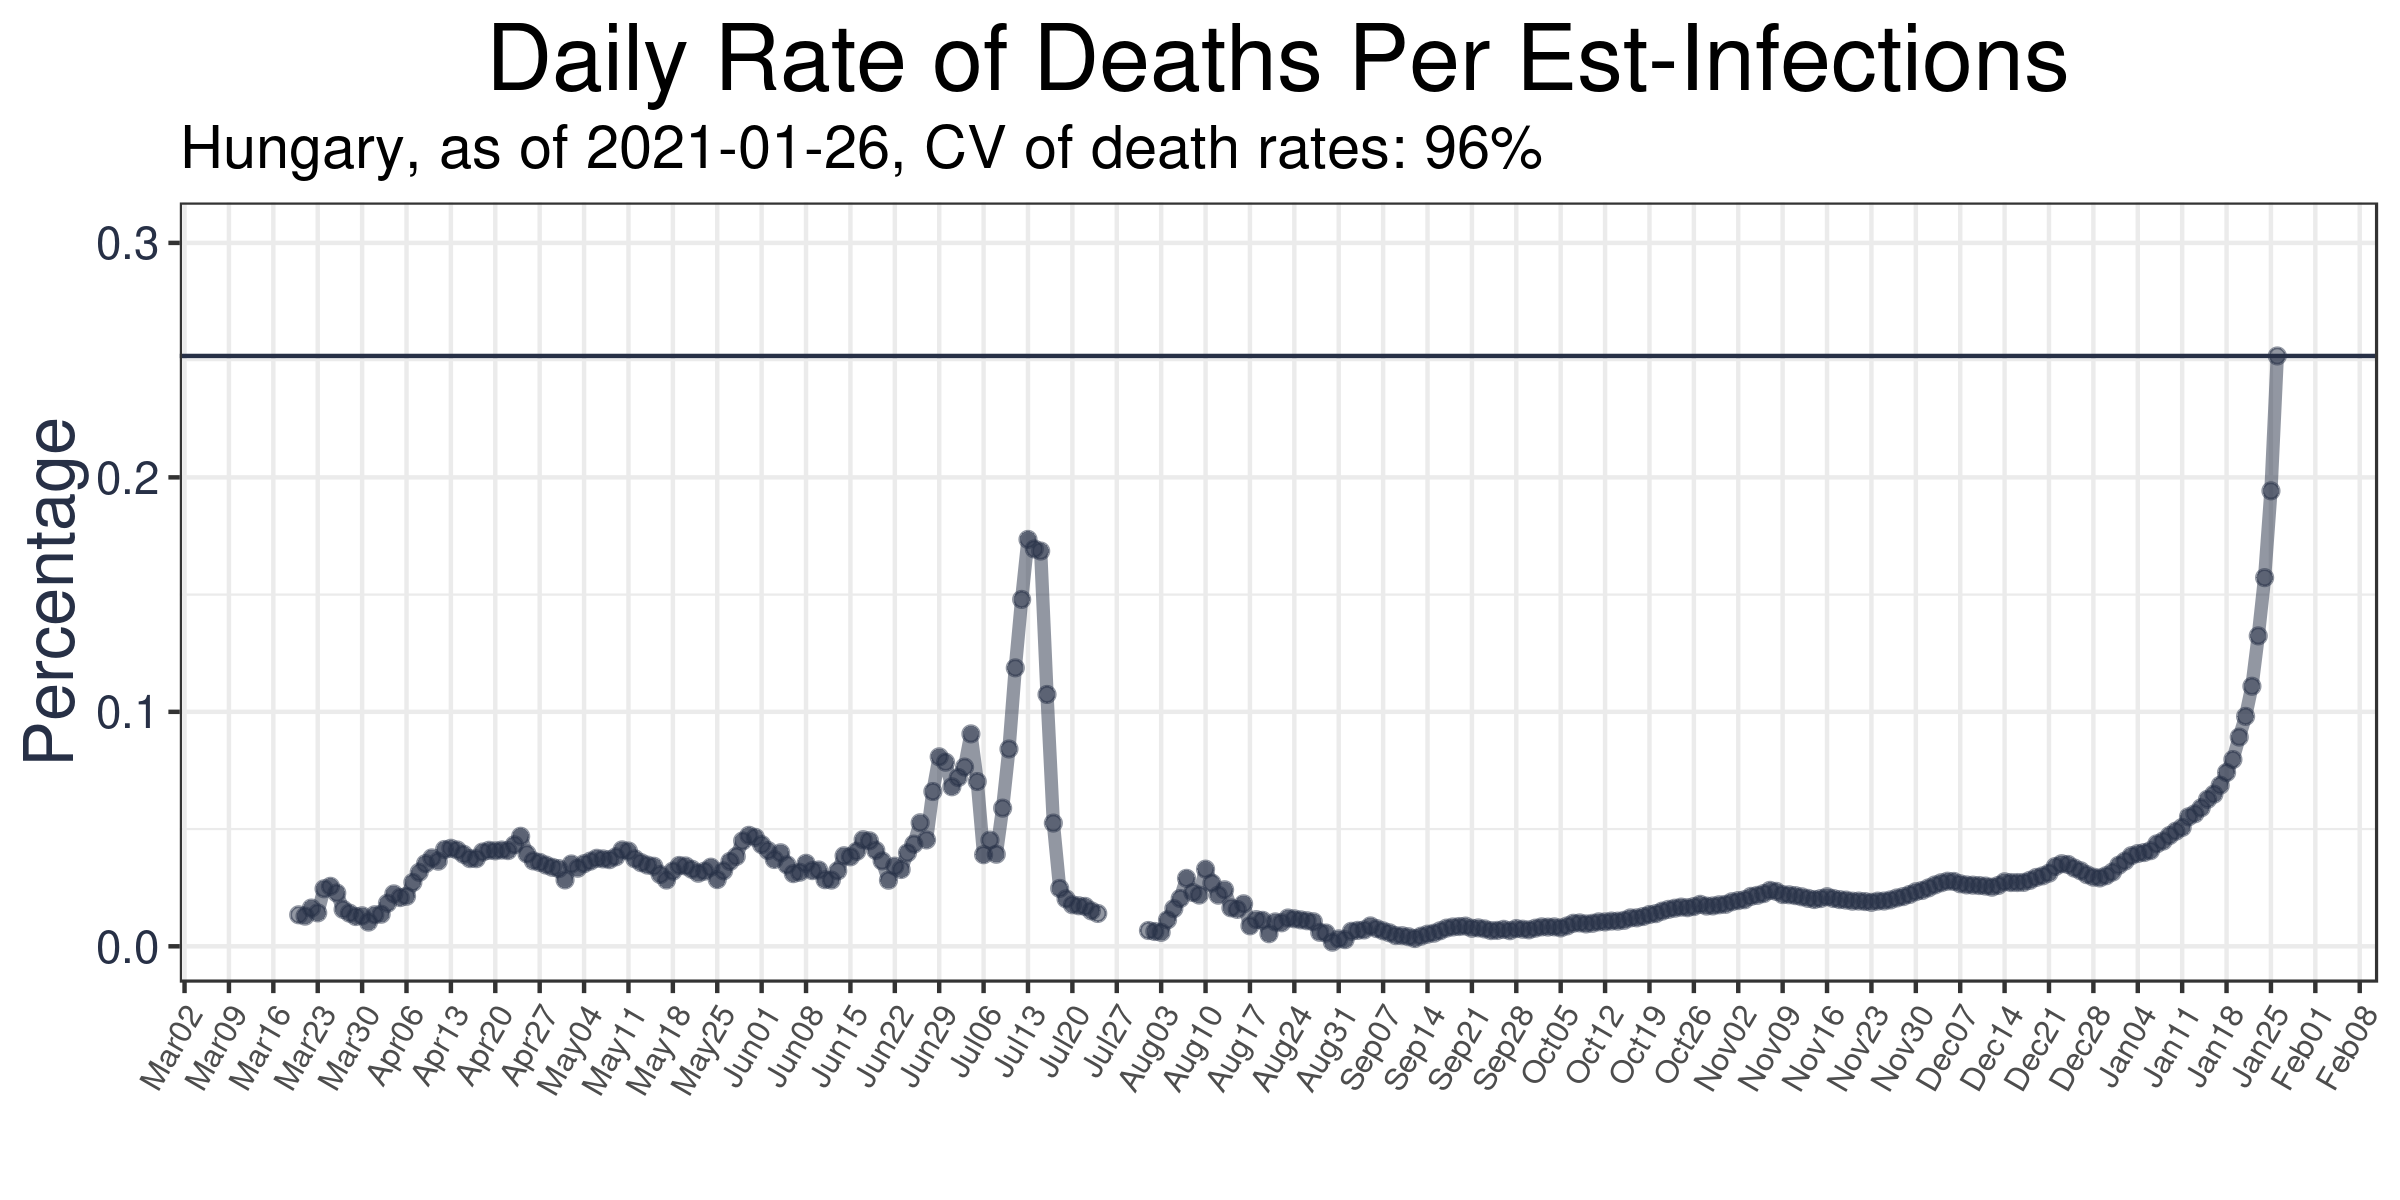 Daily Rate of Deaths Per Est-Infections
Hungary, as of 2021-01-26, CV of death rates: 96%
Percentage
0.3
0.2
0.1
0.0
Mar02 Mar09 Mar16 Mar23 Mar30 Apr06 Apr13 Apr20 Apr27 May04 May11 May18 May25 Jun01 Jun08 Jun15 Jun22 Jun29 Jul06 Jul13 Jul20 Jul27 Aug03 Aug10 Aug17 Aug24 Aug31 Sep07 Sep14 Sep21 Sep28 Oct05 Oct12 Oct19 Oct26 Nov02 Nov09 Nov16 Nov23 Nov30 Dec07 Dec14 Dec21 Dec28 Jan04 Jan11 Jan18 Jan25 Feb01 Feb08